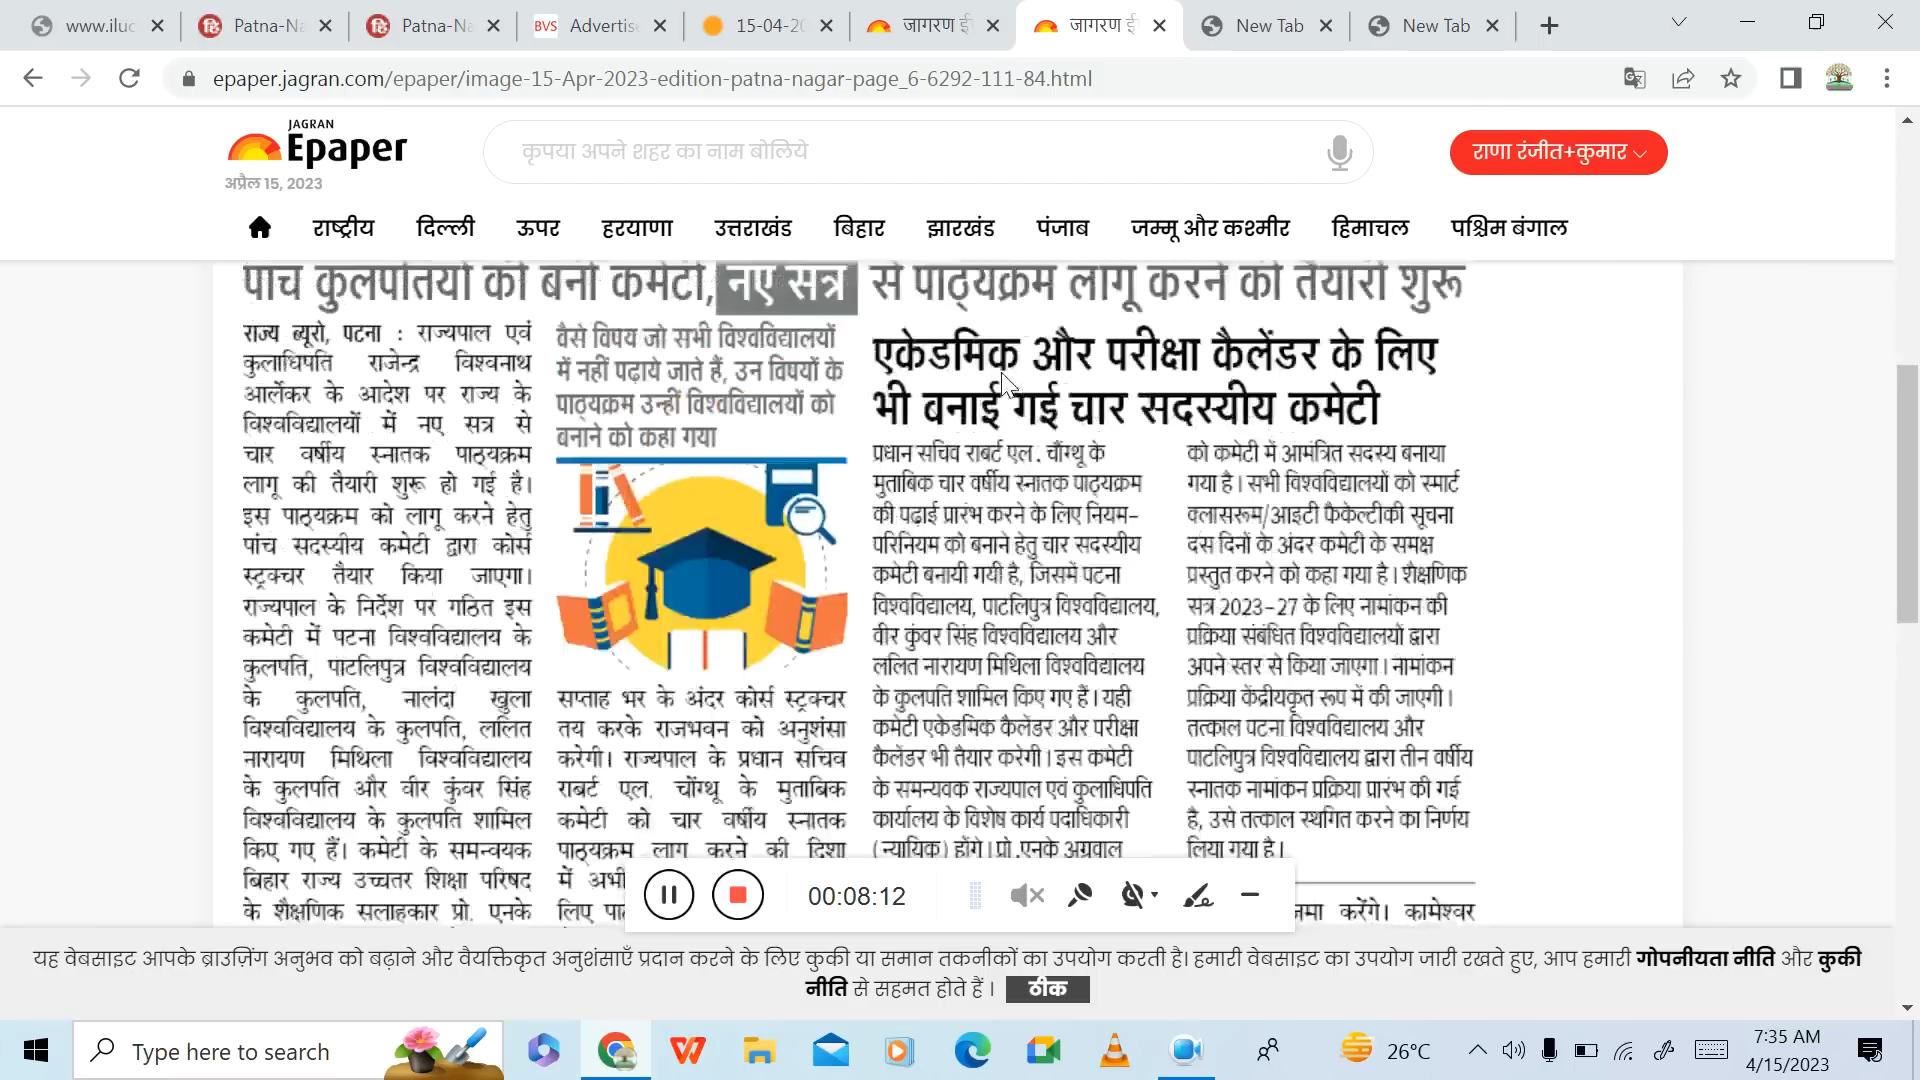 www.iluc
Patna-Na
Patna-Na
BVS Advertise
15-04-20
जागरण ई
जागरण ई
New Tab
New Tab
epaper.jagran.com/epaper/image-15-Apr-2023-edition-patna-nagar-page_6-6292-111-84.html
JAGRAN
Epaper
अप्रैल 15, 2023
कृपया अपने शहर का नाम बोलिये
राणा रंजीत+कुमार
राष्ट्रीय दिल्ली ऊपर हरयाणा उत्तराखंड बिहार झारखंड पंजाब जम्मू और कश्मीर हिमाचल पश्चिम बंगाल
पांच कुलपतियों की बनी कमेटी, नए सत्र से पाठ्यक्रम लागू करने की तैयारी शुरू
राज्य ब्यूरो, पटना : राज्यपाल एवं
कुलाधिपति राजेन्द्र विश्वनाथ
आर्लेकर के आदेश पर राज्य के
विश्वविद्यालयों में नए सत्र से
चार वर्षीय स्नातक पाठ्यक्रम
लागू की तैयारी शुरू हो गई है।
इस पाठ्यक्रम को लागू करने हेतु
पांच सदस्यीय कमेटी द्वारा कोर्स
स्ट्रक्चर तैयार किया जाएगा।
राज्यपाल के निर्देश पर गठित इस
कमेटी में पटना विश्वविद्यालय के
कुलपति, पाटलिपुत्र विश्वविद्यालय
के कुलपति, नालंदा खुला
विश्वविद्यालय के कुलपति, ललित
नारायण मिथिला विश्वविद्यालय
के कुलपति और वीर कुंवर सिंह
विश्वविद्यालय के कुलपति शामिल
किए गए हैं। कमेटी के समन्वयक
बिहार राज्य उच्चतर शिक्षा परिषद
के शैक्षणिक सलाहकार प्रो. एनके
वैसे विषय जो सभी विश्वविद्यालयों
में नहीं पढ़ाये जाते हैं, उन विषयों के
पाठ्यक्रम उन्हीं विश्वविद्यालयों को
बनाने को कहा गया
सप्ताह भर के अंदर कोर्स स्ट्रक्चर
तय करके राजभवन को अनुशंसा
करेगी। राज्यपाल के प्रधान सचिव
राबर्ट एल. चोंग्थू के मुताबिक
कमेटी को चार वर्षीय स्नातक
पाठ्यक्रम लागू करने की दिशा
में अभी
लिए पा
एकेडमिक और परीक्षा कैलेंडर के लिए
भी बनाई गई चार सदस्यीय कमेटी
प्रधान सचिव राबर्ट एल. चौंग्थू के
मुताबिक चार वर्षीय स्नातक पाठ्यक्रम
की पढ़ाई प्रारंभ करने के लिए नियम-
परिनियम को बनाने हेतु चार सदस्यीय
कमेटी बनायी गयी है, जिसमें पटना
विश्वविद्यालय, पाटलिपुत्र विश्वविद्यालय,
वीर कुंवर सिंह विश्वविद्यालय और
ललित नारायण मिथिला विश्वविद्यालय
के कुलपति शामिल किए गए हैं। यही
कमेटी एकेडमिक कैलेंडर और परीक्षा
कैलेंडर भी तैयार करेगी। इस कमेटी
के समन्वयक राज्यपाल एवं कुलाधिपति
कार्यालय के विशेष कार्य पदाधिकारी
(न्यायिक) होंगे। प्रो. एनके अग्रवाल
को कमेटी में आमंत्रित सदस्य बनाया
गया है। सभी विश्वविद्यालयों को स्मार्ट
क्लासरूम/आइटी फैकेल्टीकी सूचना
दस दिनों के अंदर कमेटी के समक्ष
प्रस्तुत करने को कहा गया है। शैक्षणिक
सत्र 2023-27 के लिए नामांकन की
प्रक्रिया संबंधित विश्वविद्यालयों द्वारा
अपने स्तर से किया जाएगा। नामांकन
प्रक्रिया केंद्रीयकृत रूप में की जाएगी।
तत्काल पटना विश्वविद्यालय और
पाटलिपुत्र विश्वविद्यालय द्वारा तीन वर्षीय
स्नातक नामांकन प्रक्रिया प्रारंभ की गई
है, उसे तत्काल स्थगित करने का निर्णय
लिया गया है।
जमा करेंगे। कामेश्वर
00:08:12
यह वेबसाइट आपके ब्राउज़िंग अनुभव को बढ़ाने और वैयक्तिकृत अनुशंसाएँ प्रदान करने के लिए कुकी या समान तकनीकों का उपयोग करती है। हमारी वेबसाइट का उपयोग जारी रखते हुए, आप हमारी गोपनीयता नीति और कुकी
नीति से सहमत होते हैं। ठीक
Type here to search
26°C
7:35 AM
4/15/2023